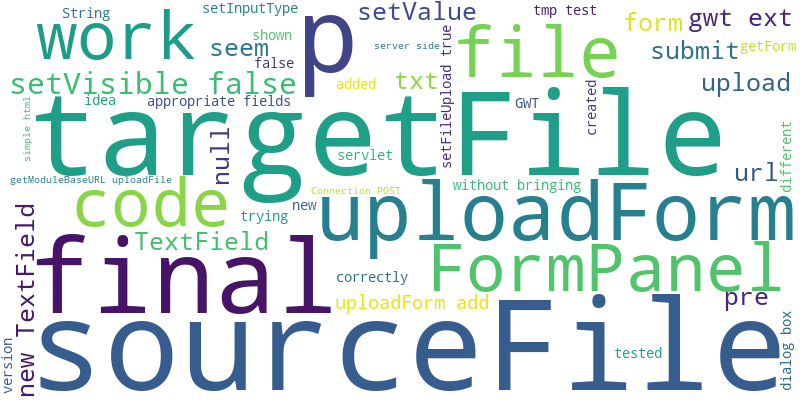 String
setInputType
setValue
tmp test
form
gwt ext
work
seem
shown
false
p
server side
file
submit
getForm
setVisible false
idea
appropriate fields
added
txt
setFileUpload true
GWT
created
upload
simple html
targetFile
null
servlet
url
different
getModuleBaseURL uploadFile
code
trying
new
Connection POST
without bringing
uploadForm
TextField
new TextField
final
correctly
FormPanel
uploadForm add
pre
version
sourceFile
tested
dialog box